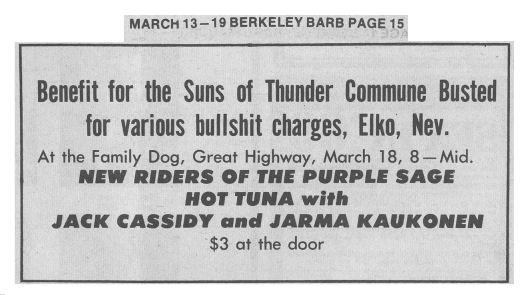 MARCH 13–19 BERKELEY BARB PAGE 15
Benefit for the Suns of Thunder Commune Busted
for various bullshit charges, Elko, Nev.
At the Family Dog, Great Highway, March 18, 8—Mid.
NEW RIDERS OF THE PURPLE SAGE
HOT TUNA with
JACK CASSIDY and JARMA KAUKONEN
$3 at the door